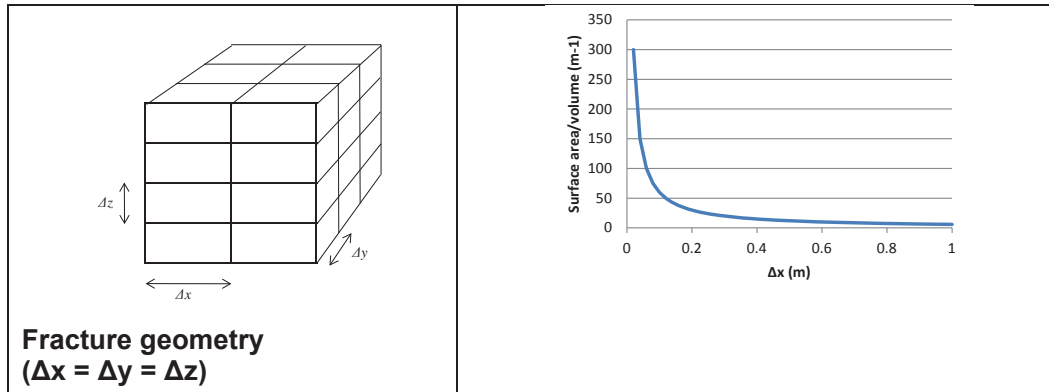 Δz
Δy
Δx
Fracture geometry
(Δx = Δy = Δz)
350
300
250
200
150
100
50
0
Surface area/volume (m-1)
0 0.2 0.4 0.6 0.8 1
Δx (m)